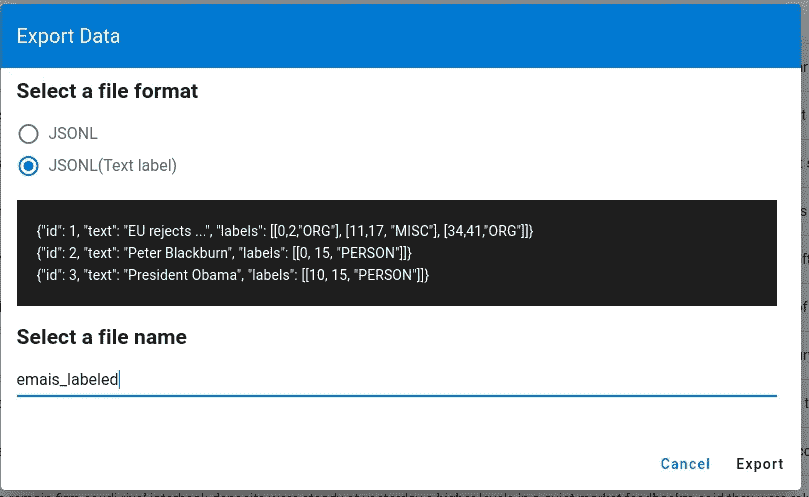 Export Data
Select a file format
JSONL
JSONL(Text label)
{"id": 1, "text": "EU rejects ...", "labels": [[0,2,"ORG"], [11,17, "MISC"], [34,41,"ORG"]]}
{"id": 2, "text": "Peter Blackburn", "labels": [[0, 15, "PERSON"]]}
{"id": 3, "text": "President Obama", "labels": [[10, 15, "PERSON"]]}
Select a file name
emais_labeled
Cancel Export